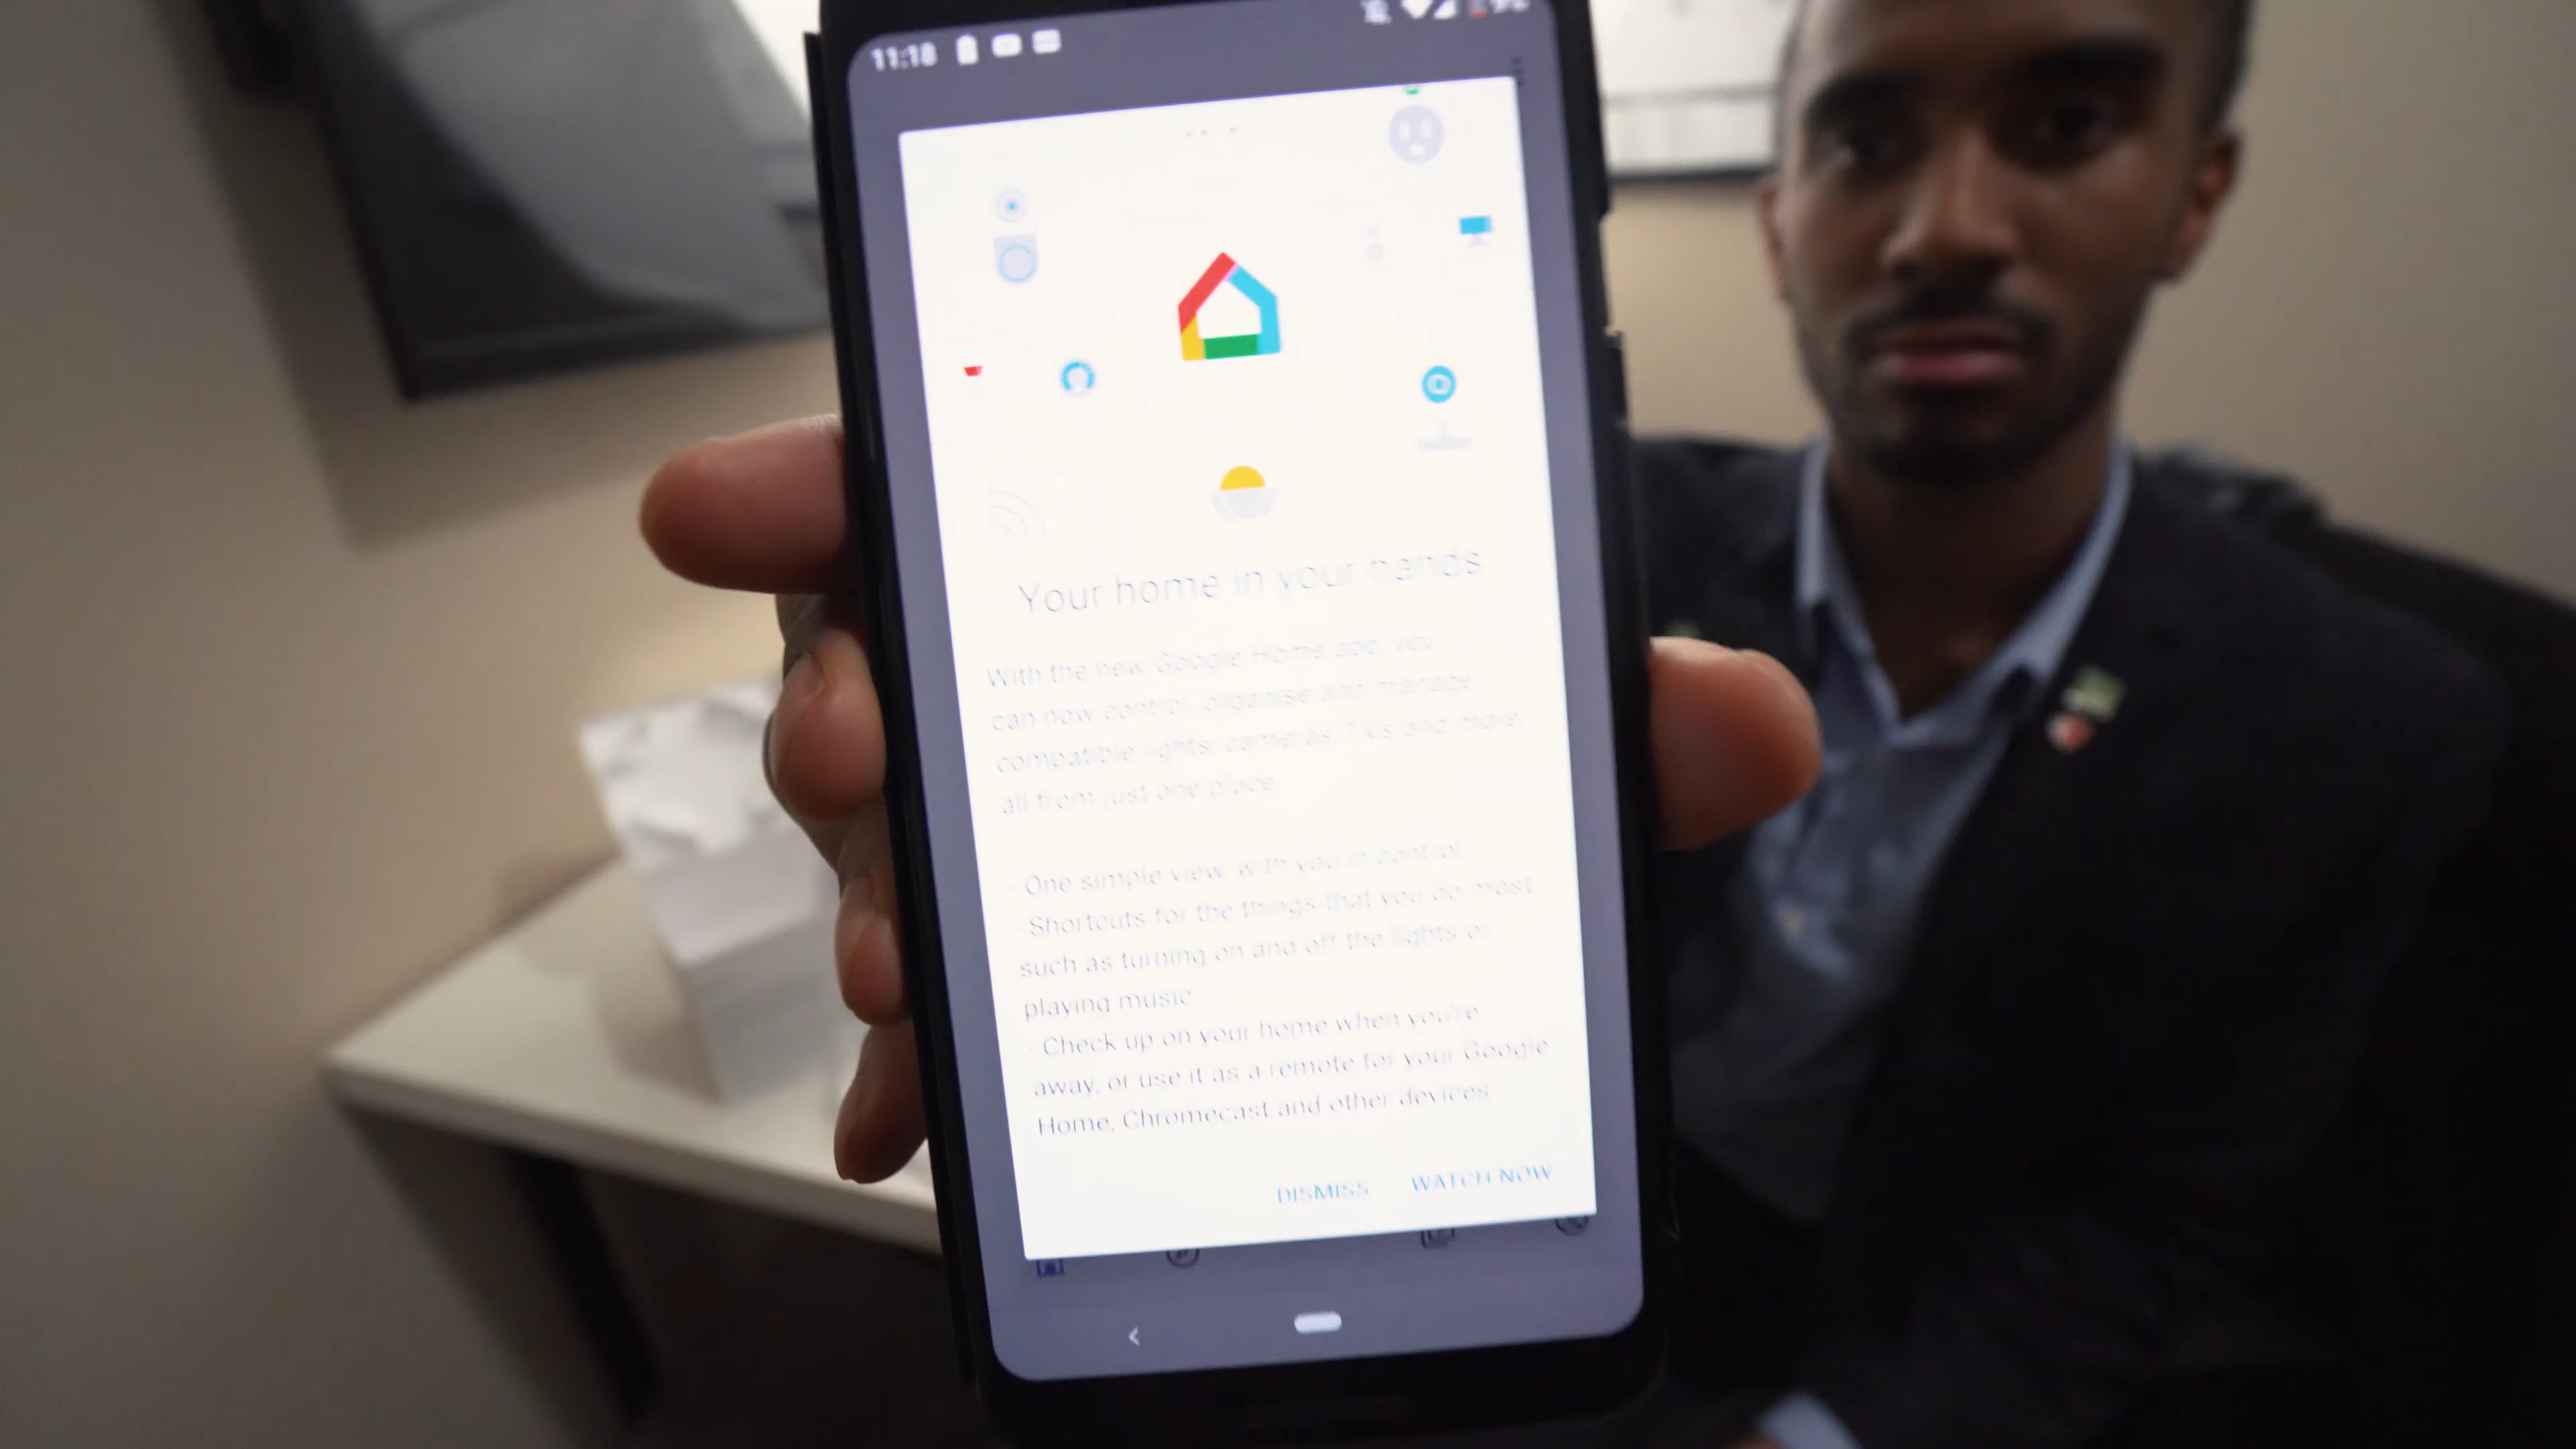 11:18
Your home in your hands
With the new Google Home app, you
can now control, organise and manage
compatible lights, cameras, TVs and more,
all from just one place.
- One simple view, with you in control
- Shortcuts for the things that you do most,
such as turning on and off the lights or
playing music
- Check up on your home when you're
away, or use it as a remote for your Google
Home, Chromecast and other devices
DISMISS WATCH NOW